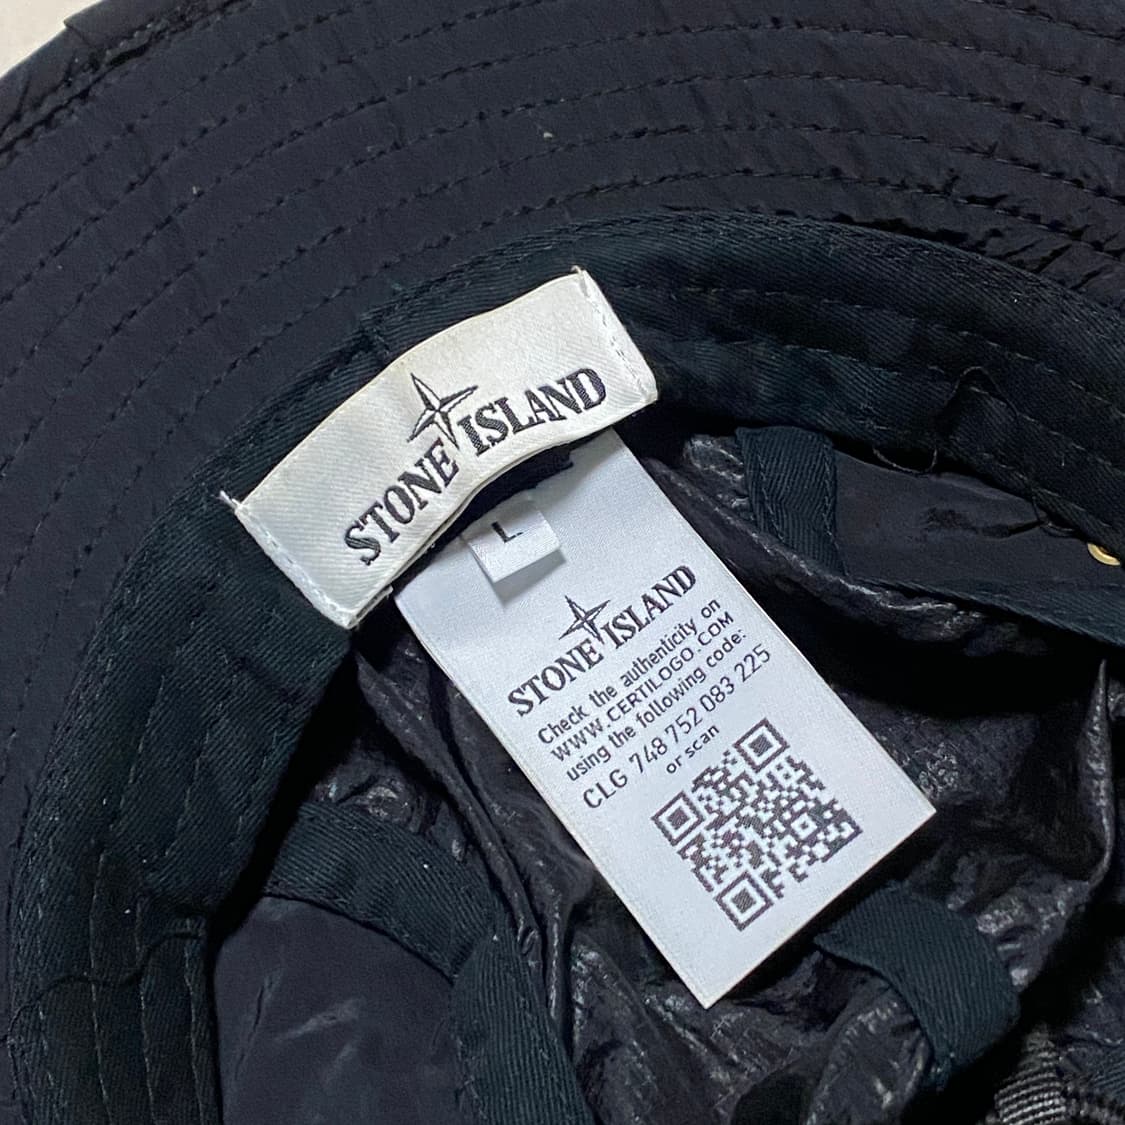 STONE ISLAND
L
STONE ISLAND
Check the authenticity on
WWW.CERTILOGO.COM
using the following code:
CLG 748 752 083 225
or scan